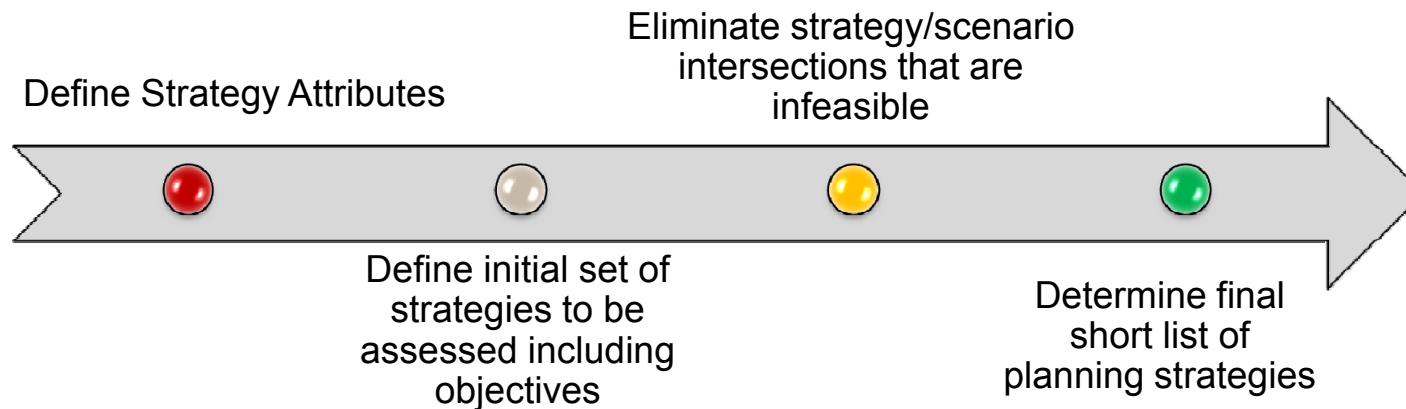 Define Strategy Attributes
Define initial set of
strategies to be
assessed including
objectives
Eliminate strategy/scenario
intersections that are
infeasible
Determine final
short list of
planning strategies